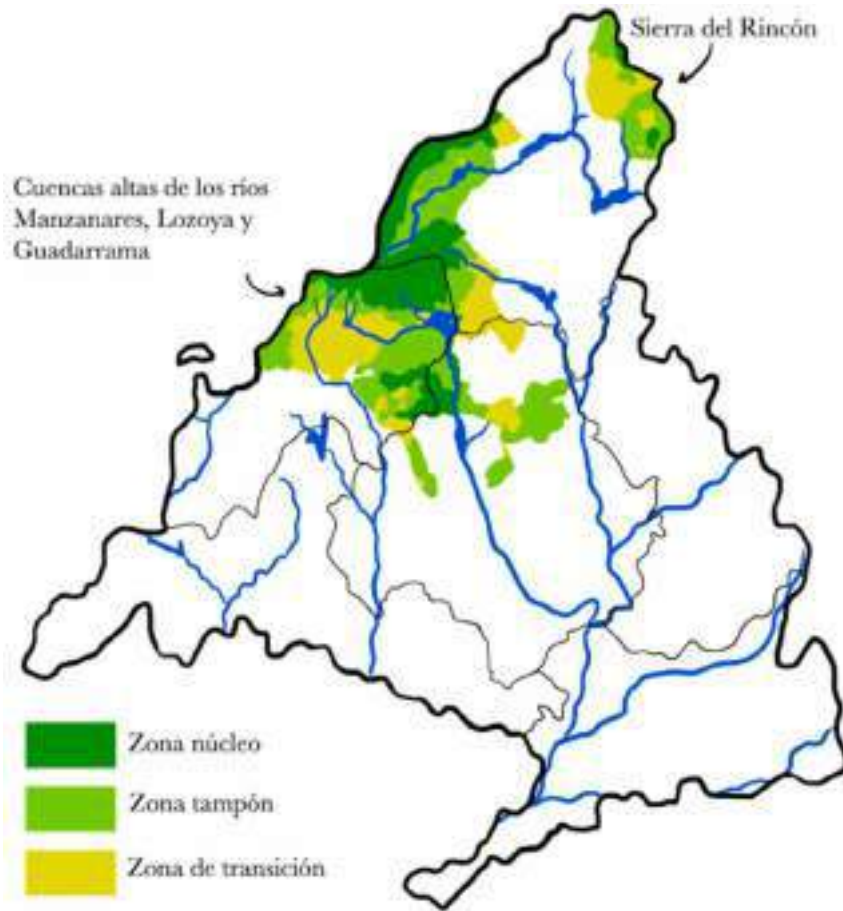 Sierra del Rincón
Cuencas altas de los ríos
Manzanares, Lozoya y
Guadarrama
Zona núcleo
Zona tampón
Zona de transición